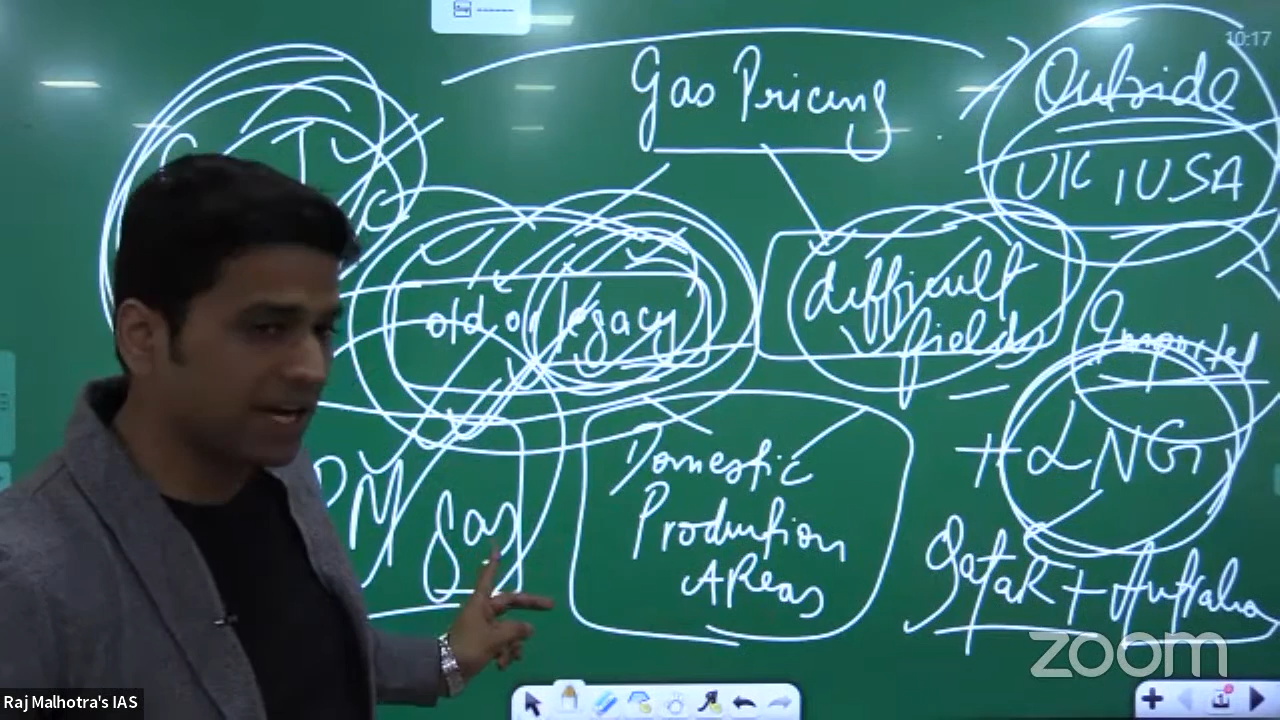 10:17
Gas Pricing
Outside
UK, USA
old or legacy
difficult
fields
Imported
+ LNG
Qatar + Australia
Domestic
Production
Areas
Gas
zoom
Raj Malhotra's IAS